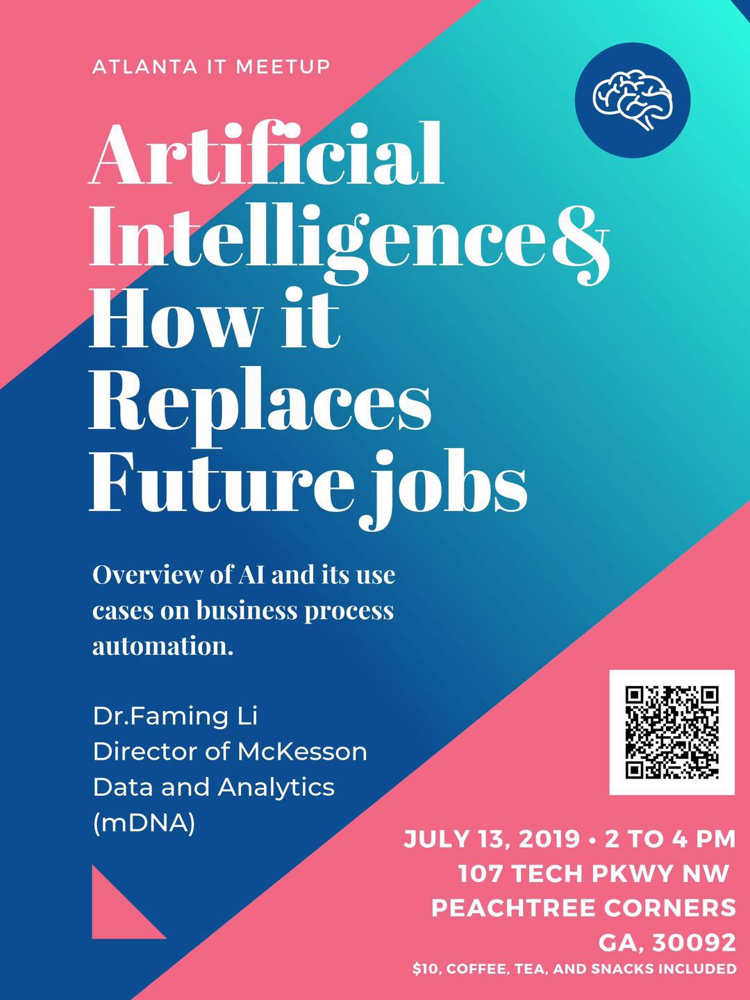 ATLANTA IT MEETUP
Artificial
Intelligence &
How it
Replaces
Future jobs
Overview of AI and its use
cases on business process
automation.
Dr.Faming Li
Director of McKesson
Data and Analytics
(mDNA)
JULY 13, 2019 • 2 TO 4 PM
107 TECH PKWY NW
PEACHTREE CORNERS
GA, 30092
$10, COFFEE, TEA, AND SNACKS INCLUDED